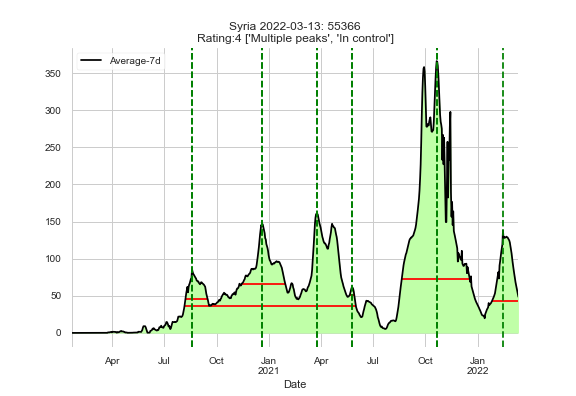 Syria 2022-03-13: 55366
Rating:4 ['Multiple peaks', 'In control']
Average-7d
350
300
250
200
150
100
50
0
Apr Jul Oct Jan Apr Jul Oct Jan
2021 2022
Date